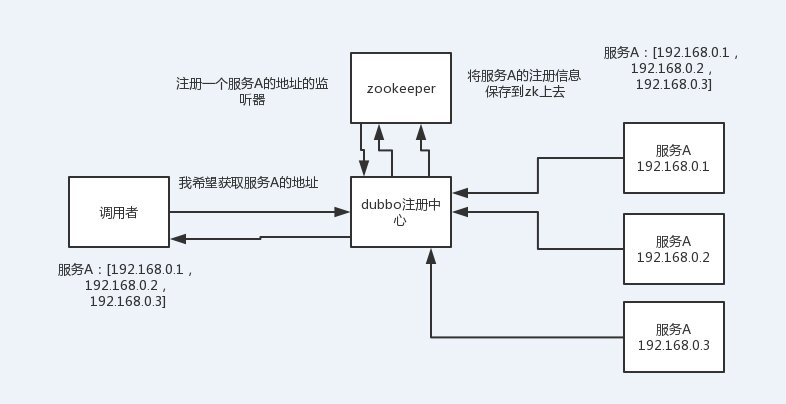 服务A：[192.168.0.1，
192.168.0.2，
192.168.0.3]
注册一个服务A的地址的监
听器
zookeeper
将服务A的注册信息
保存到zk上去
服务A
192.168.0.1
我希望获取服务A的地址
调用者
dubbo注册中
心
服务A
192.168.0.2
服务A：[192.168.0.1，
192.168.0.2，
192.168.0.3]
服务A
192.168.0.3